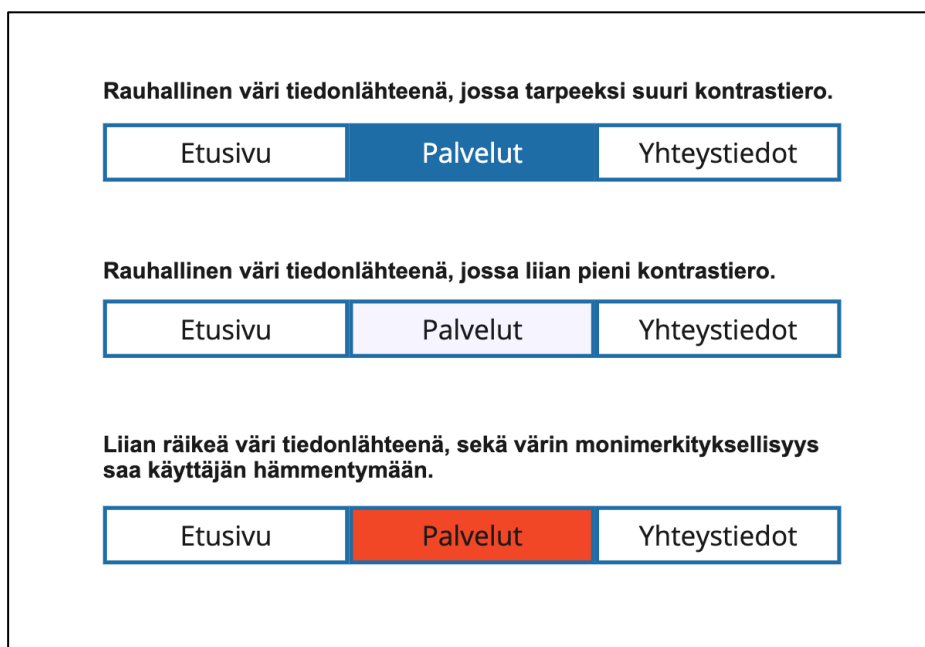 Rauhallinen väri tiedonlähteenä, jossa tarpeeksi suuri kontrastiero.
Etusivu Palvelut Yhteystiedot
Rauhallinen väri tiedonlähteenä, jossa liian pieni kontrastiero.
Etusivu Palvelut Yhteystiedot
Liian räikeä väri tiedonlähteenä, sekä värin monimerkityksellisyys
saa käyttäjän hämmentymään.
Etusivu Palvelut Yhteystiedot